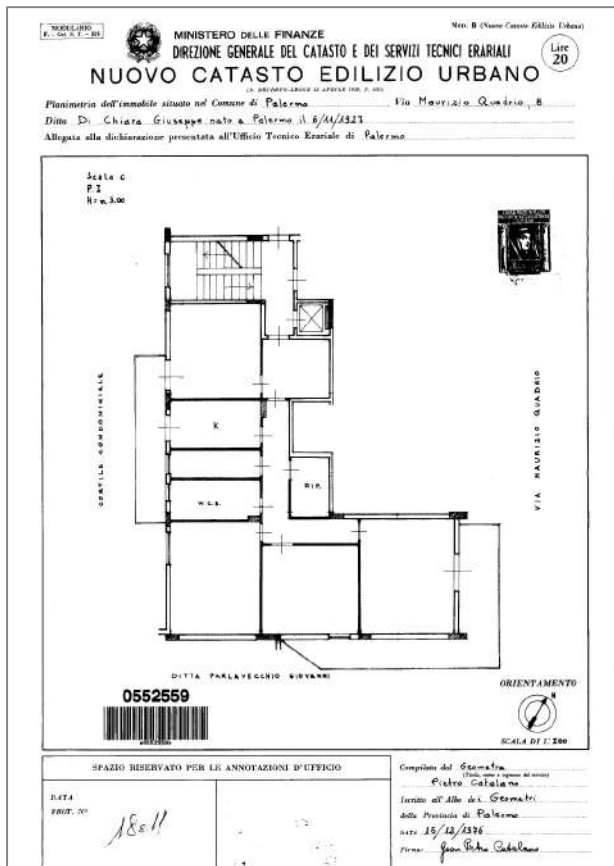 MODULARIO
F. - Cat. S. T. - 315
MINISTERO DELLE FINANZE
DIREZIONE GENERALE DEL CATASTO E DEI SERVIZI TECNICI ERARIALI
NUOVO CATASTO EDILIZIO URBANO
Mod. B (Nuovo Catasto Edilizio Urbano)
Lire
20
Planimetria dell'immobile situato nel Comune di Palermo Via Maurizio Quadrio, 8
Ditta Di Chiara Giuseppe nato a Palermo il 6/11/1927
Allegata alla dichiarazione presentata all'Ufficio Tecnico Erariale di Palermo
Scala C
P. I
H = m. 3.00
CORTILE CONDOMINIALE
K
RIP.
W.C.B.
VIA MAURIZIO QUADRIO
DITTA PARLAVECCHIO GIOVANNI
0552559
ORIENTAMENTO
N
SCALA DI 1: 200
SPAZIO RISERVATO PER LE ANNOTAZIONI D'UFFICIO
DATA
PROT. N°
Compilata dal Geometra
(Titolo, nome e cognome del tecnico)
Pietro Catalano
Iscritto all'Albo dei Geometri
della Provincia di Palermo
DATA 15/12/1976
Firma: